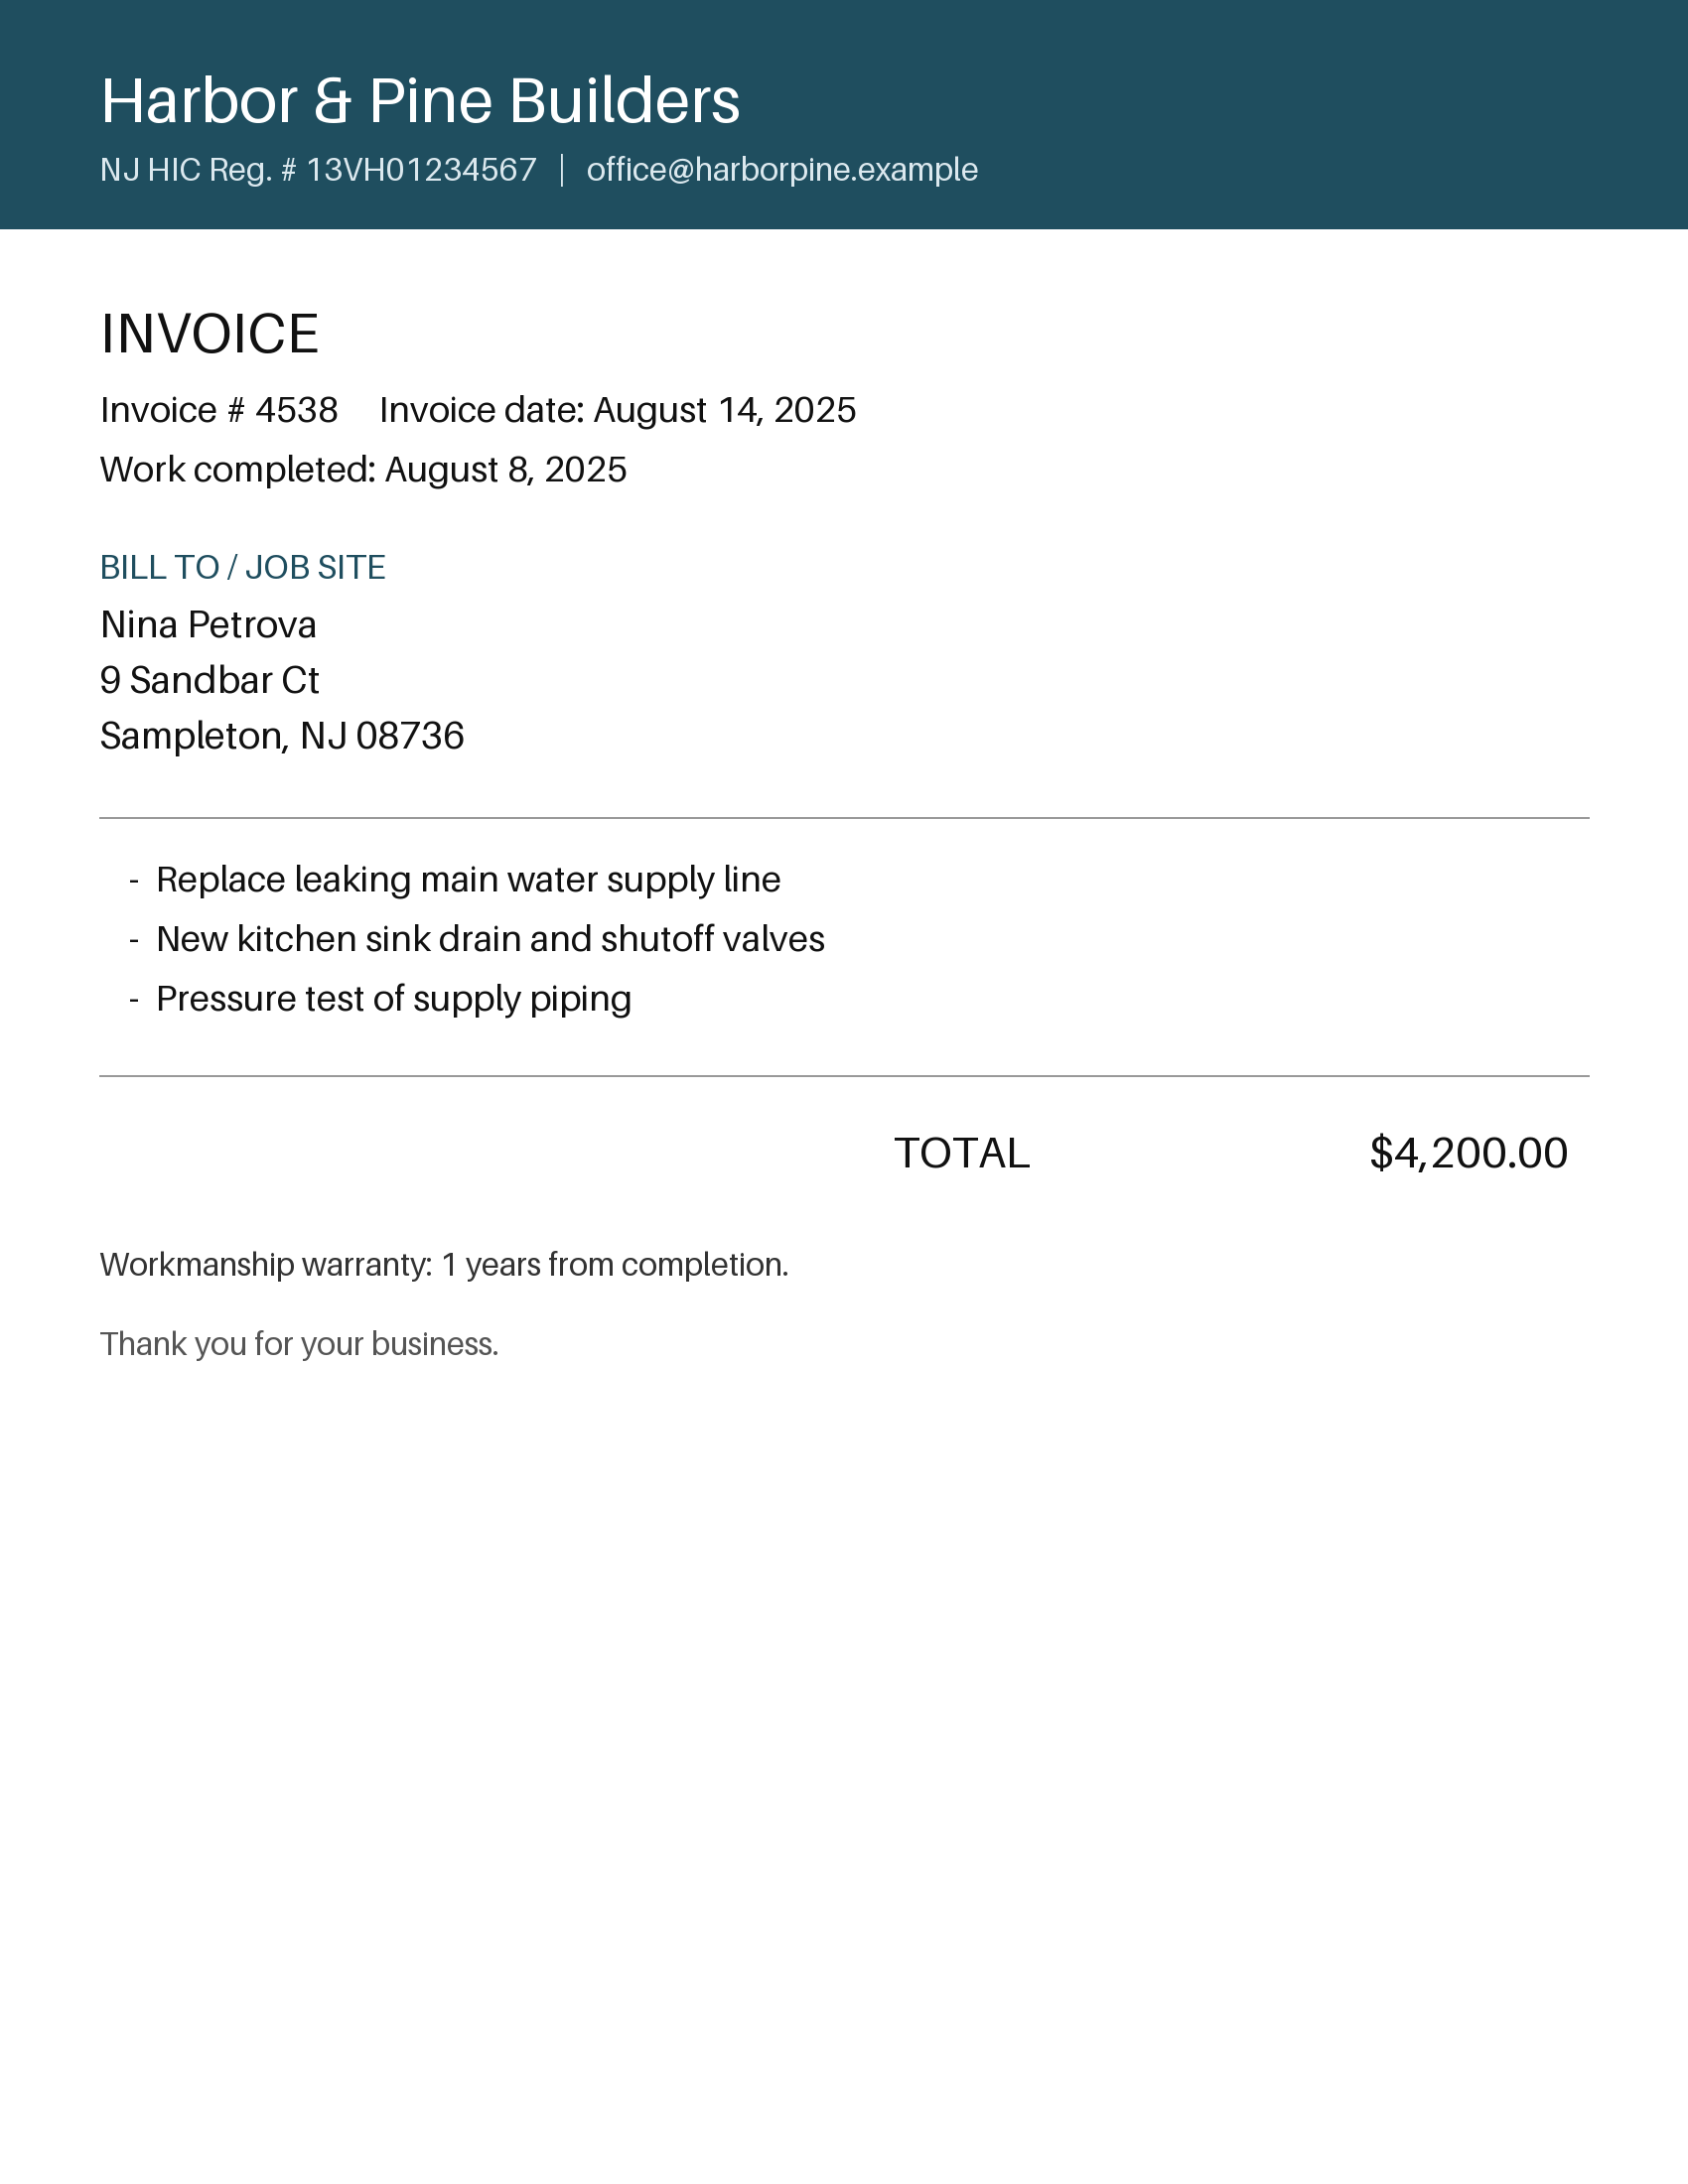 Harbor & Pine Builders
NJ HIC Reg. # 13VH01234567 | office@harborpine.example
INVOICE
Invoice # 4538 Invoice date: August 14, 2025
Work completed: August 8, 2025
BILL TO / JOB SITE
Nina Petrova
9 Sandbar Ct
Sampleton, NJ 08736
- Replace leaking main water supply line
- New kitchen sink drain and shutoff valves
- Pressure test of supply piping
TOTAL $4,200.00
Workmanship warranty: 1 years from completion.
Thank you for your business.